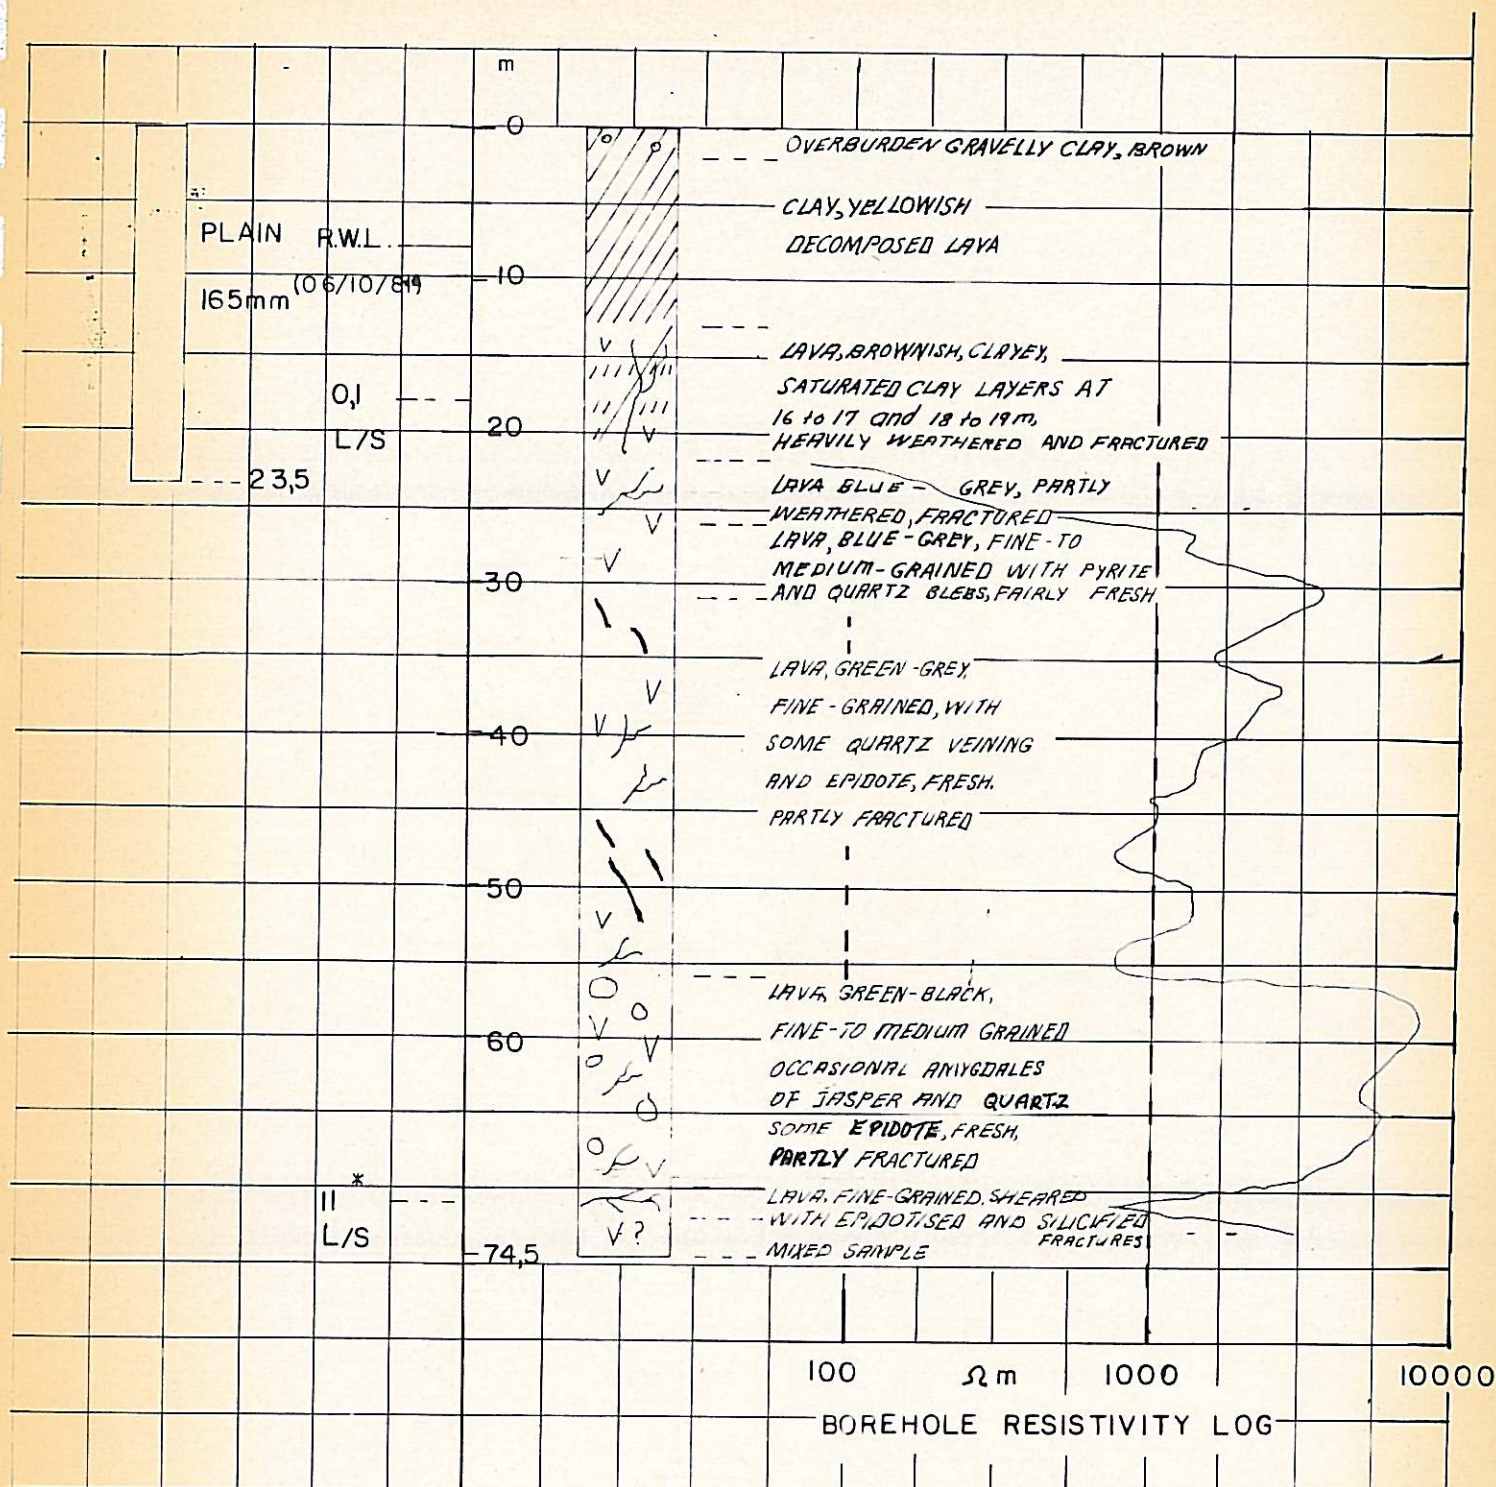 m
0
OVERBURDEN GRAVELLY CLAY, BROWN
CLAY, YELLOWISH
DECOMPOSED LAVA
PLAIN R.W.L.
165mm
10
LAVA, BROWNISH, CLAYEY,
SATURATED CLAY LAYERS AT
16 to 17 and 18 to 19m,
HEAVILY WEATHERED AND FRACTURED
0,1
L/S
20
23,5
LAVA BLUE - GREY, PARTLY
WEATHERED, FRACTURED
LAVA, BLUE-GREY, FINE-TO
MEDIUM-GRAINED WITH PYRITE
AND QUARTZ BLEBS, FAIRLY FRESH
30
LAVA, GREEN-GREY,
FINE-GRAINED, WITH
SOME QUARTZ VEINING
AND EPIDOTE, FRESH.
PARTLY FRACTURED
40
50
LAVA, GREEN-BLACK,
FINE-TO MEDIUM GRAINED
OCCASIONAL AMYGDALES
OF JASPER AND QUARTZ
SOME EPIDOTE, FRESH,
PARTLY FRACTURED
60
11*
L/S
LAVA, FINE-GRAINED, SHEARED
WITH EPIDOTISED AND SILICIFIED
FRACTURES
V ?
74,5
MIXED SAMPLE
100 Ωm 1000 10000
BOREHOLE RESISTIVITY LOG